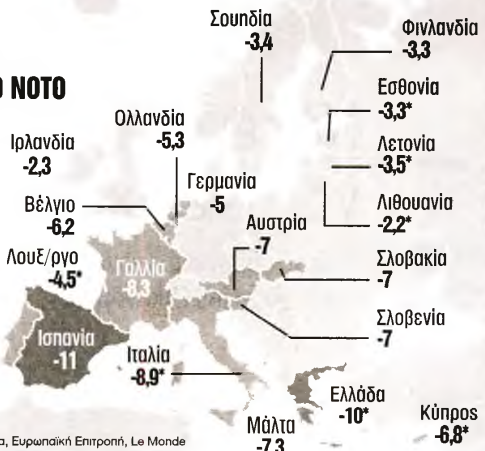 Σουηδία
-3,4
Φινλανδία
-3,3
ΝΟΤΟ
Ολλανδία
-5,3
Εσθονία
-3,3*
Ιρλανδία
-2,3
Λετονία
-3,5*
Γερμανία
-5
Βέλγιο
-6,2
Λιθουανία
-2,2*
Αυστρία
-7
Λουξ/ργο
-4,5*
Γαλλία
-8,3
Σλοβακία
-7
Σλοβενία
-7
Ισπανία
-11
Ιταλία
-8,9*
Ελλάδα
-10*
Μάλτα
-7,3
Κύπρος
-6,8*
Ευρωπαϊκή Επιτροπή, Le Monde